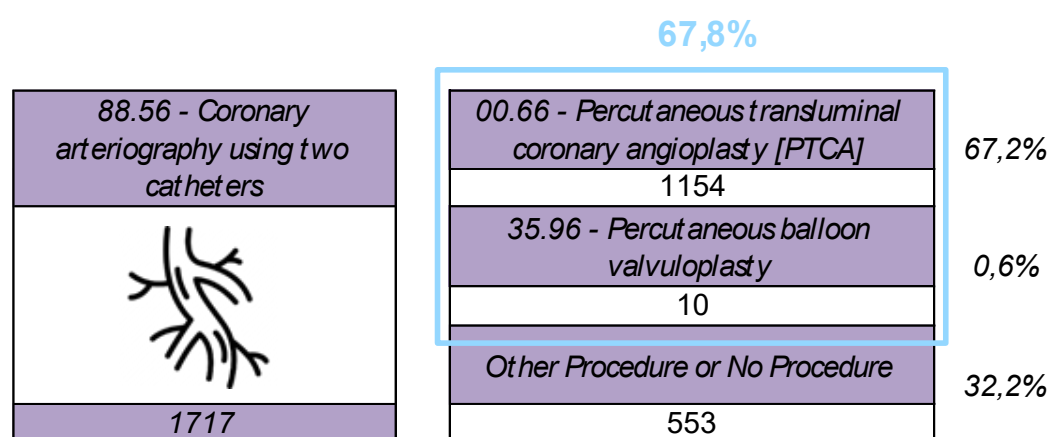 67,8%
88.56 - Coronary
arteriography using two
catheters
1717
00.66 - Percutaneous transluminal
coronary angioplasty [PTCA]
1154
67,2%
35.96 - Percutaneous balloon
valvuloplasty
10
0,6%
Other Procedure or No Procedure
553
32,2%